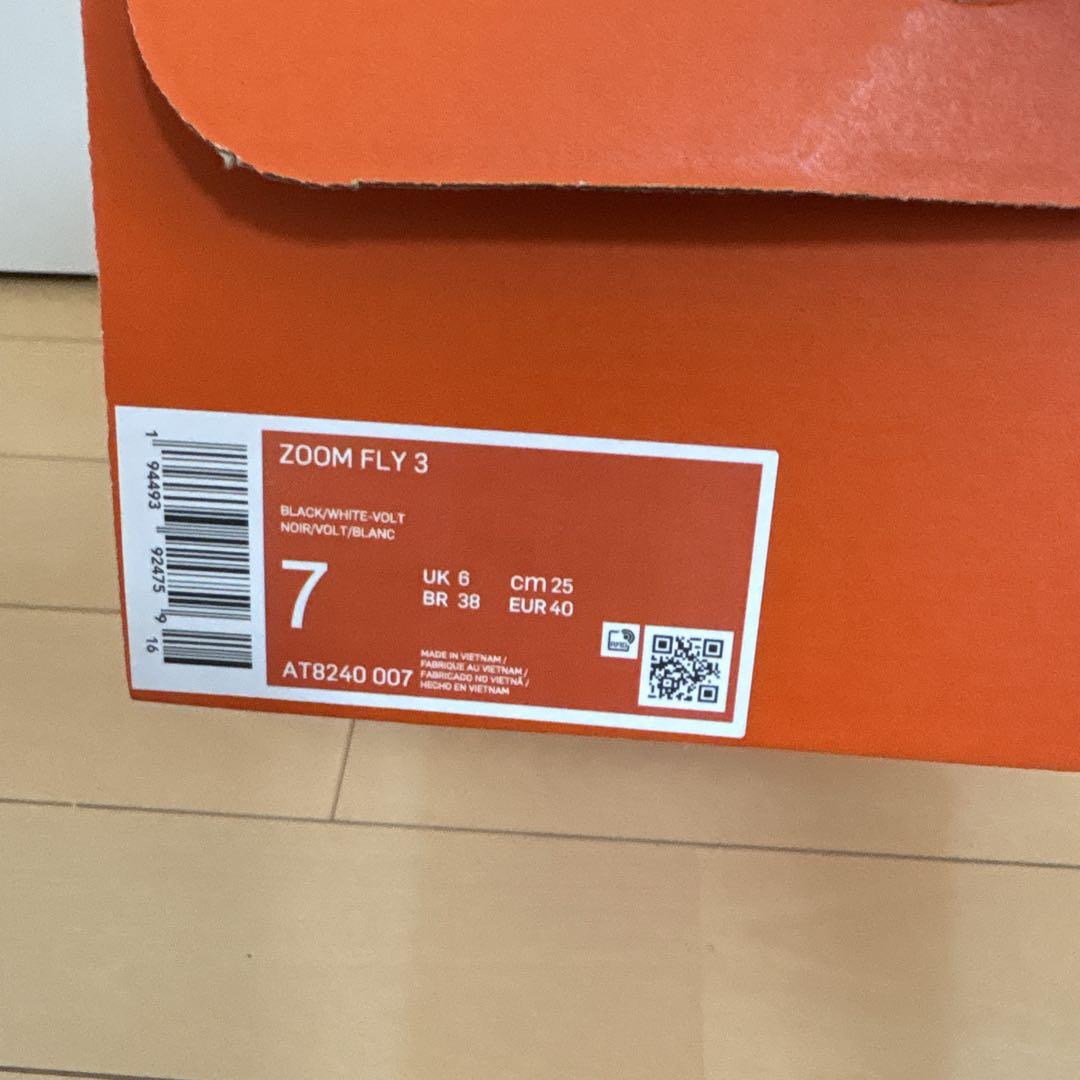 ZOOM FLY 3
BLACK/WHITE-VOLT
NOIR/VOLT/BLANC
7
UK 6 cm 25
BR 38 EUR 40
AT8240 007
MADE IN VIETNAM /
FABRIQUE AU VIETNAM /
FABRICADO NO VIETNÃ /
HECHO EN VIETNAM
RFID
1 94493 92475 9 16